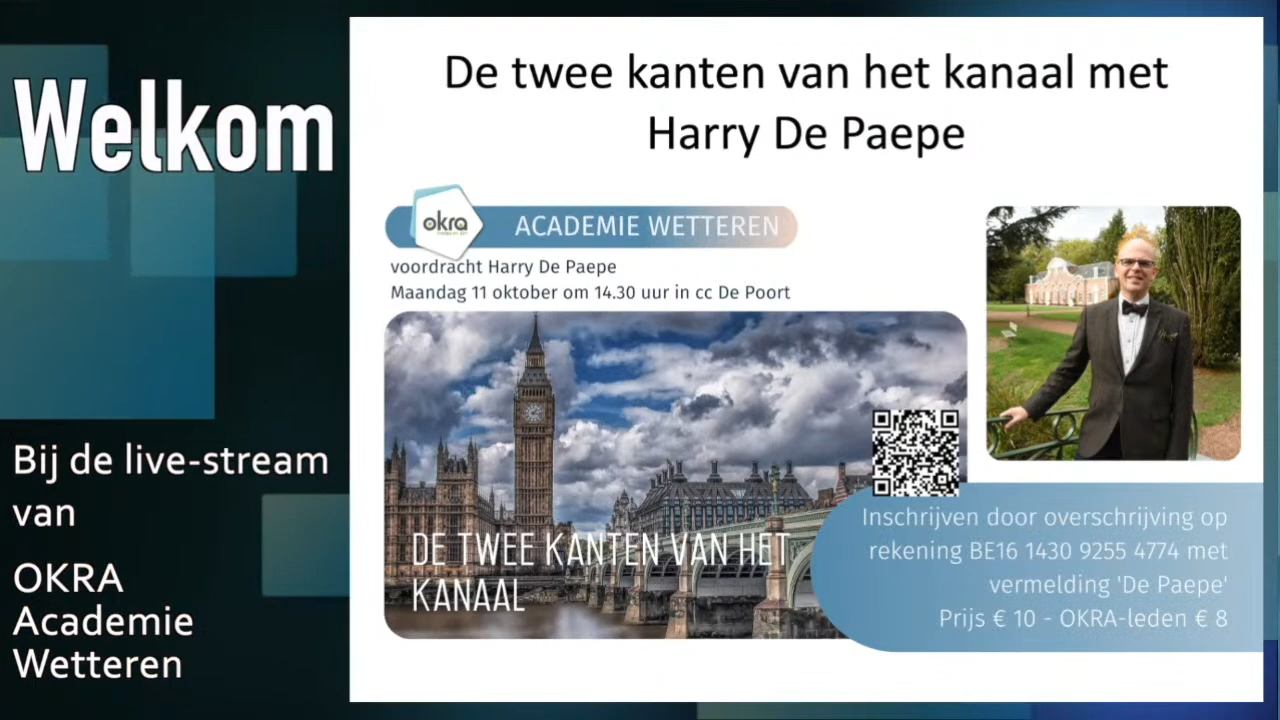 Welkom
Bij de live-stream
van
OKRA
Academie
Wetteren
De twee kanten van het kanaal met
Harry De Paepe
okra
ACADEMIE WETTEREN
voordracht Harry De Paepe
Maandag 11 oktober om 14.30 uur in cc De Poort
DE TWEE KANTEN VAN HET
KANAAL
Inschrijven door overschrijving op
rekening BE16 1430 9255 4774 met
vermelding 'De Paepe'
Prijs € 10 - OKRA-leden € 8